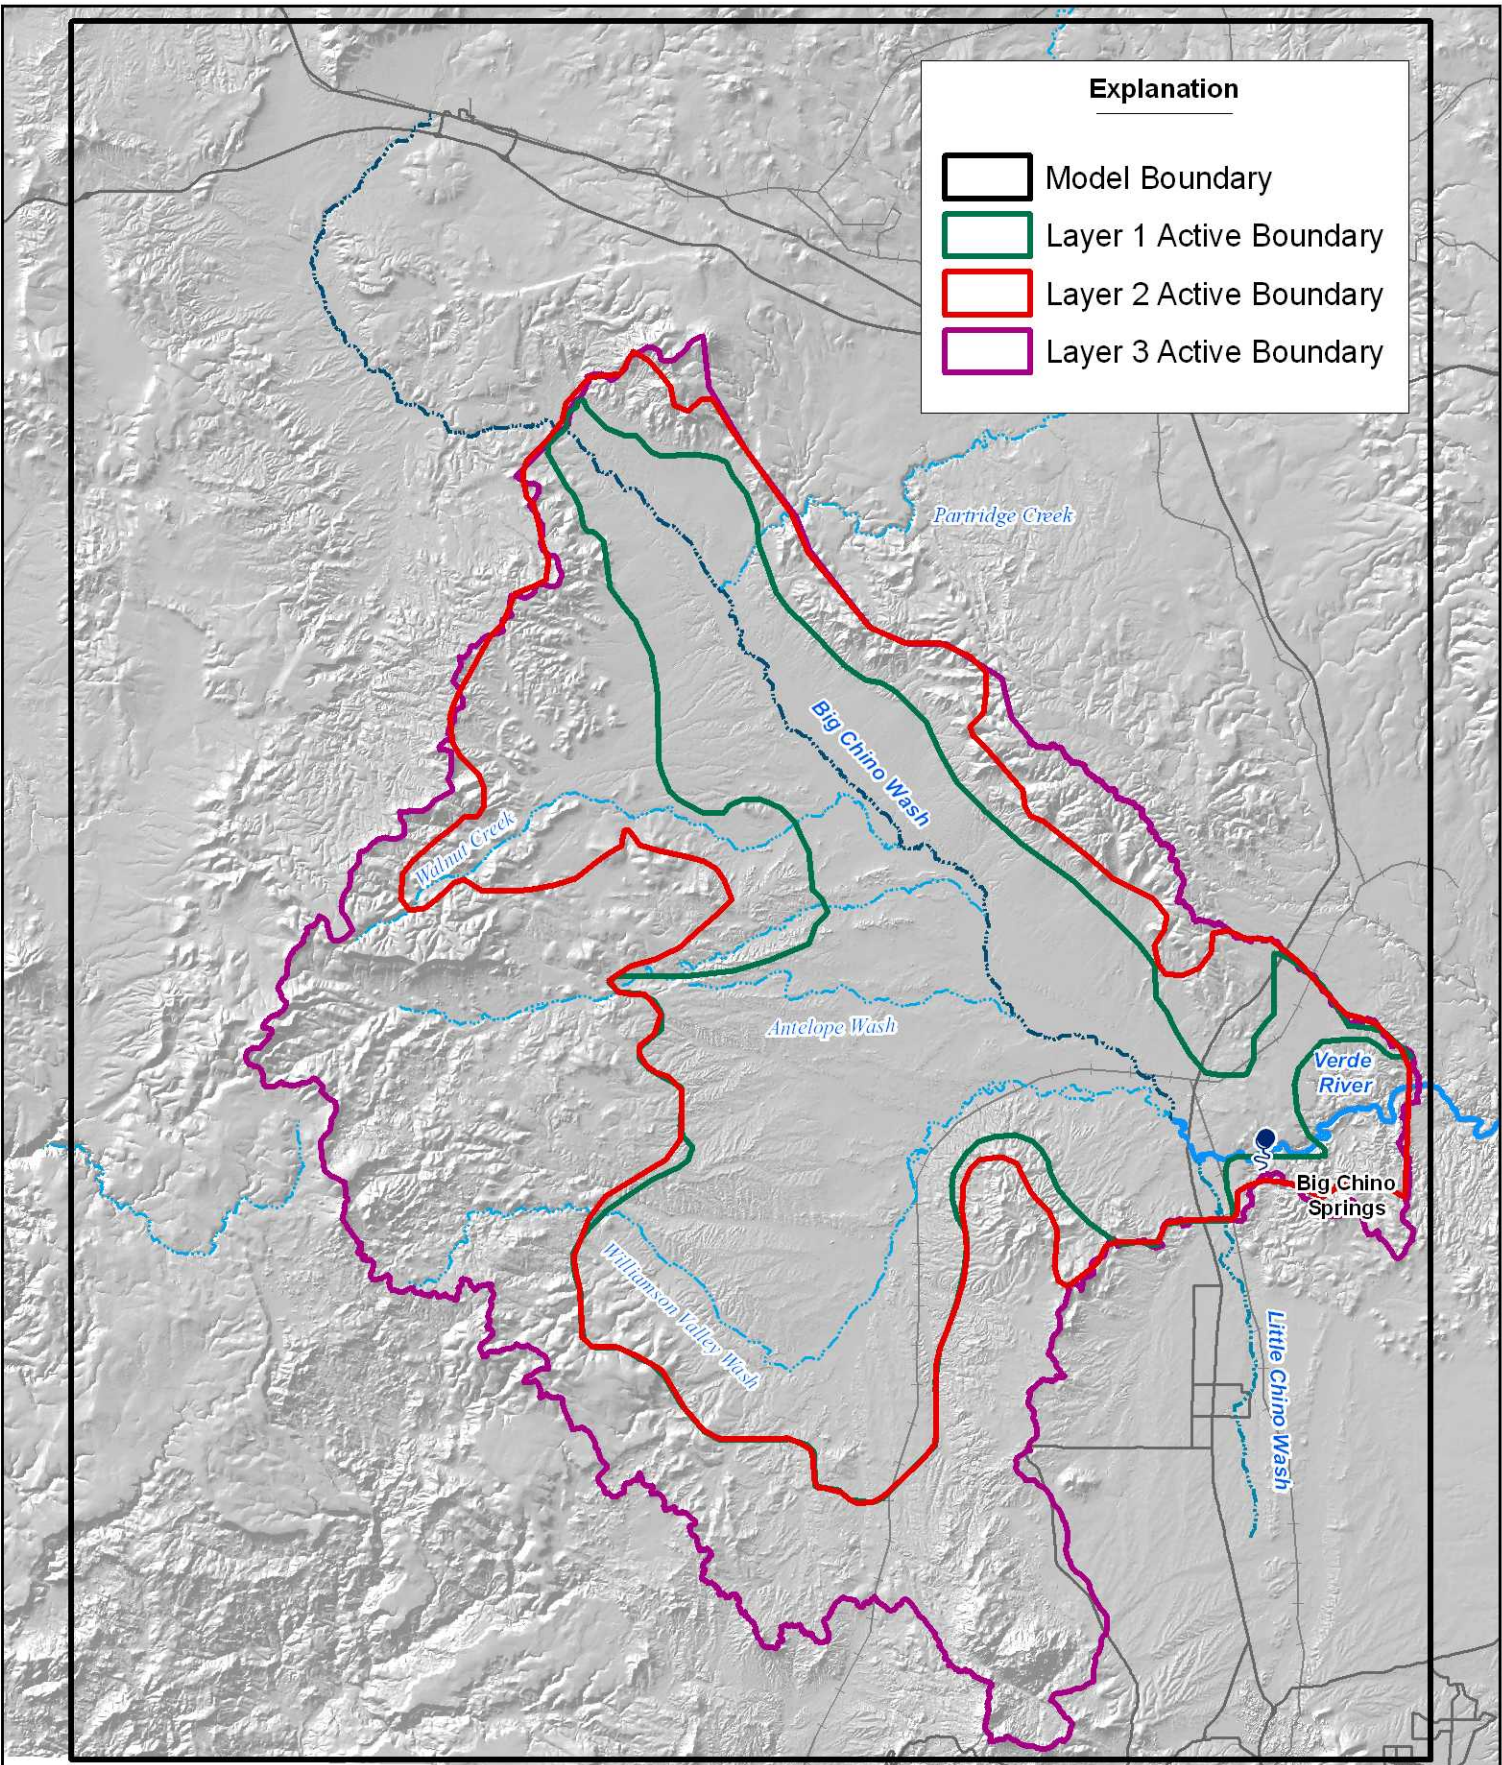 Explanation
Model Boundary
Layer 1 Active Boundary
Layer 2 Active Boundary
Layer 3 Active Boundary
Partridge Creek
Big Chino Wash
Walnut Creek
Antelope Wash
Verde
River
Big Chino
Springs
Williamson Valley Wash
Little Chino Wash